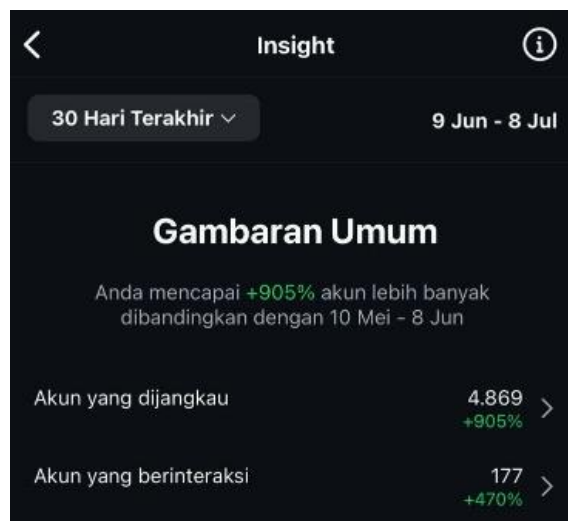 Insight
30 Hari Terakhir
9 Jun - 8 Jul
Gambaran Umum
Anda mencapai +905% akun lebih banyak
dibandingkan dengan 10 Mei - 8 Jun
Akun yang dijangkau
4.869
+905%
Akun yang berinteraksi
177
+470%